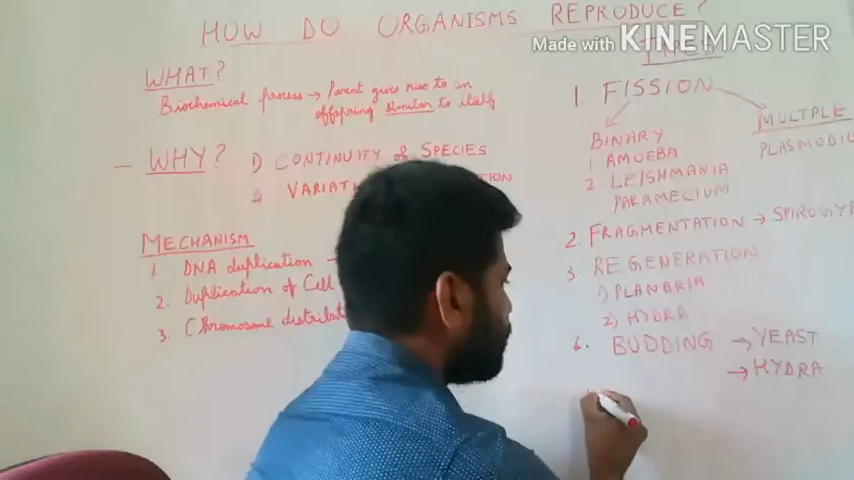 HOW DO ORGANISMS REPRODUCE?
Made with KINEMASTER
WHAT?
BIOCHEMICAL process → Parent gives rise to an
offspring similar to itself
— WHY? 1) CONTINUITY of SPECIES
2 VARIAT
MECHANISM
1. DNA duplication
2. Duplication of Cell
3. Chromosome distribut
1. FISSION
BINARY
1 AMOEBA
2. LEISHMANIA
PARAMECIUM
MULTPLE
PLASMODIU
2. FRAGMENTATION → SPIROGYR
3 REGENERATION
1) PLANARIA
2) HYDRA
4. BUDDING → YEAST
→ HYDRA